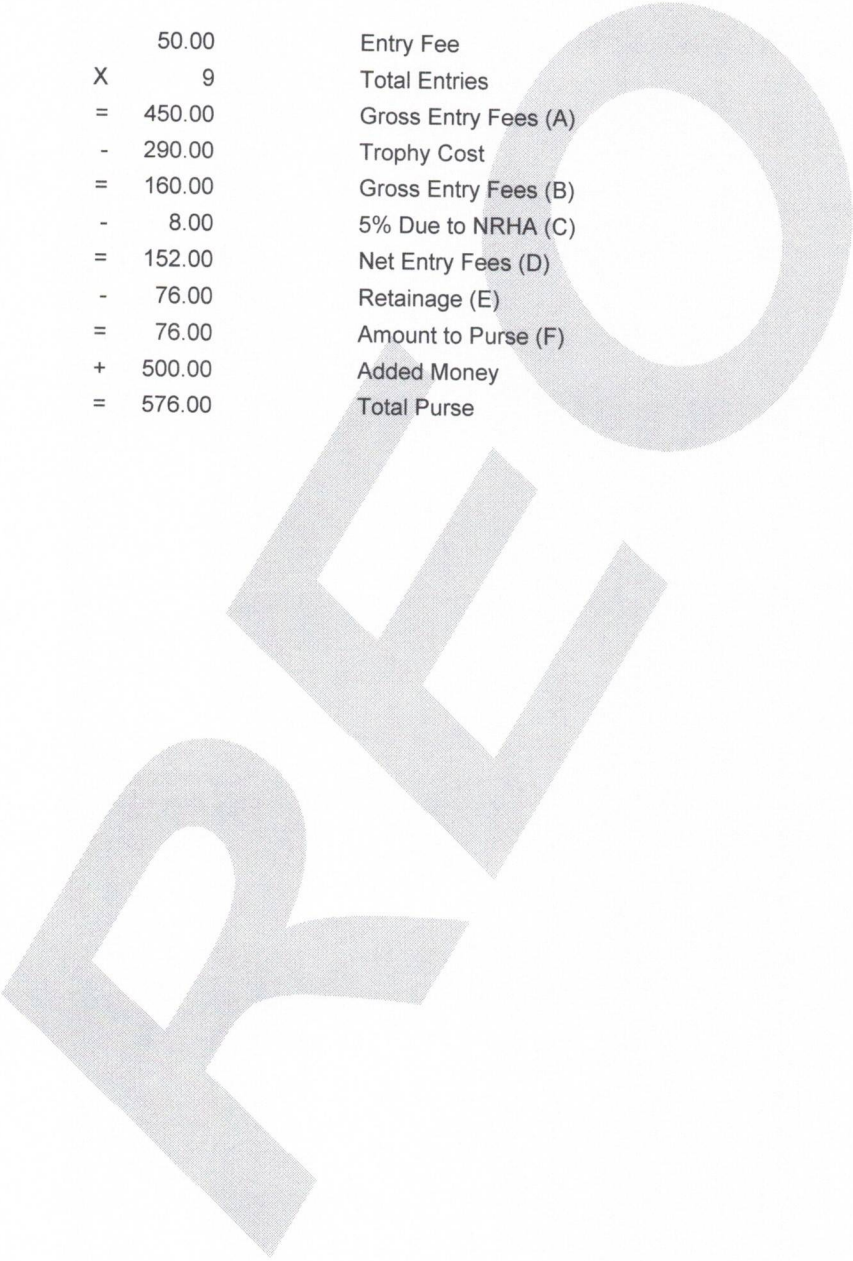 50.00 Entry Fee
X 9 Total Entries
= 450.00 Gross Entry Fees (A)
- 290.00 Trophy Cost
= 160.00 Gross Entry Fees (B)
- 8.00 5% Due to NRHA (C)
= 152.00 Net Entry Fees (D)
- 76.00 Retainage (E)
= 76.00 Amount to Purse (F)
+ 500.00 Added Money
= 576.00 Total Purse
REO